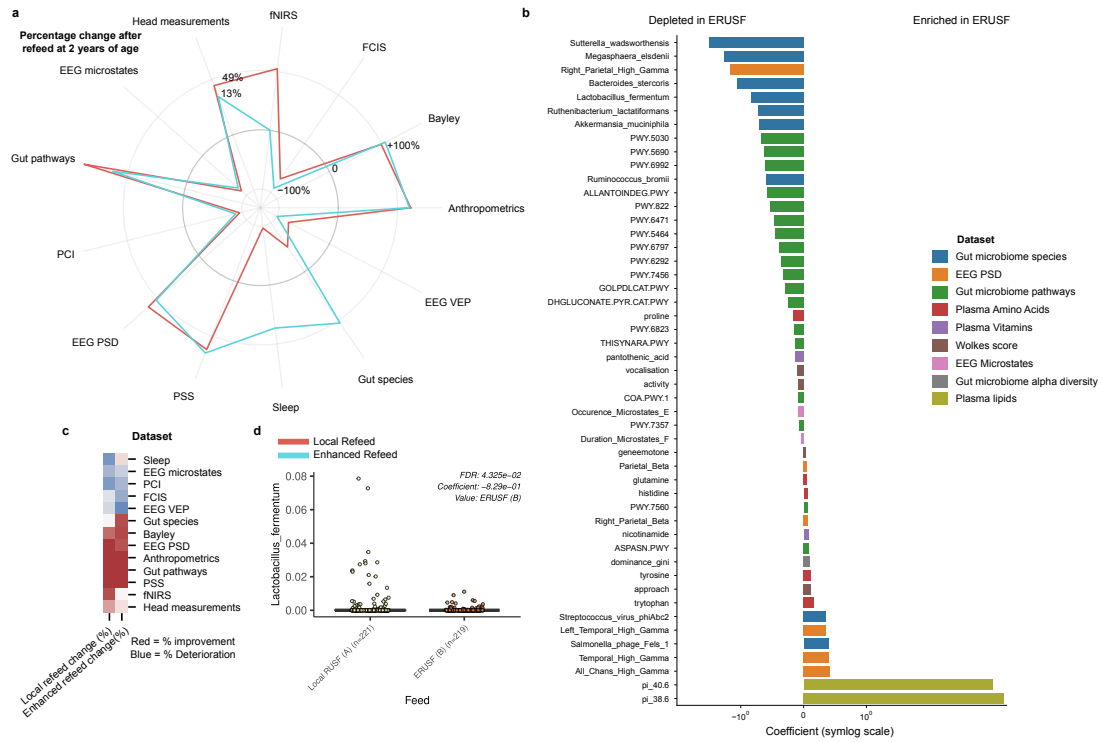 a
Percentage change after
refeed at 2 years of age
Head measurements
fNIRS
FCIS
EEG microstates
Bayley
Gut pathways
Anthropometrics
PCI
EEG VEP
EEG PSD
Gut species
PSS
Sleep
49%
13%
+100%
0
−100%
b
Depleted in ERUSF
Enriched in ERUSF
Sutterella_wadsworthensis
Megasphaera_elsdenii
Right_Parietal_High_Gamma
Bacteroides_stercoris
Lactobacillus_fermentum
Ruthenibacterium_lactatiformans
Akkermansia_muciniphila
PWY.5030
PWY.5690
PWY.6992
Ruminococcus_bromii
ALLANTOINDEG.PWY
PWY.822
PWY.6471
PWY.5464
PWY.6797
PWY.6292
PWY.7456
GOLPDLCAT.PWY
DHGLUCONATE.PYR.CAT.PWY
proline
PWY.6823
THISYNARA.PWY
pantothenic_acid
vocalisation
activity
COA.PWY.1
Occurence_Microstates_E
PWY.7357
Duration_Microstates_F
geneemotone
Parietal_Beta
glutamine
histidine
PWY.7560
Right_Parietal_Beta
nicotinamide
ASPASN.PWY
dominance_gini
tyrosine
approach
trytophan
Streptococcus_virus_phiAbc2
Left_Temporal_High_Gamma
Salmonella_phage_Fels_1
Temporal_High_Gamma
All_Chans_High_Gamma
pi_40.6
pi_38.6
−10⁰
0
10⁰
Coefficient (symlog scale)
Dataset
Gut microbiome species
EEG PSD
Gut microbiome pathways
Plasma Amino Acids
Plasma Vitamins
Wolkes score
EEG Microstates
Gut microbiome alpha diversity
Plasma lipids
c
Dataset
Sleep
EEG microstates
PCI
FCIS
EEG VEP
Gut species
Bayley
EEG PSD
Anthropometrics
Gut pathways
PSS
fNIRS
Head measurements
Local refeed change (%)
Enhanced refeed change(%)
Red = % improvement
Blue = % Deterioration
d
Local Refeed
Enhanced Refeed
FDR: 4.325e−02
Coefficient: −8.29e−01
Value: ERUSF (B)
Lactobacillus_fermentum
0.08
0.06
0.04
0.02
0.00
Local RUSF (A) (n=221)
ERUSF (B) (n=219)
Feed